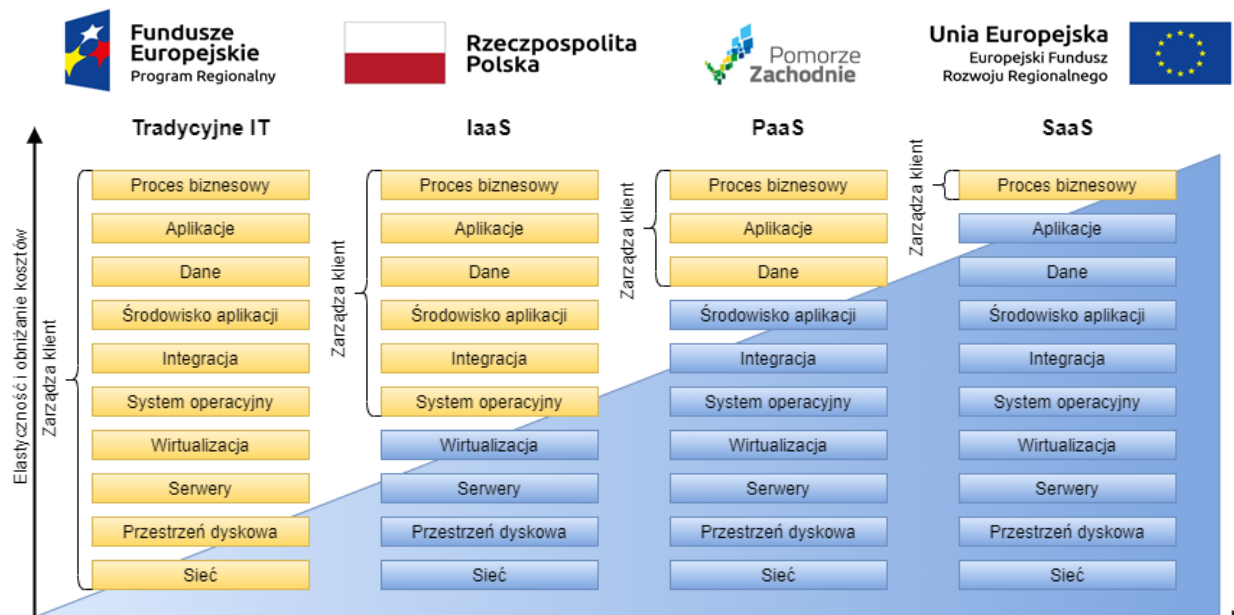 Fundusze
Europejskie
Program Regionalny
Rzeczpospolita
Polska
Pomorze
Zachodnie
Unia Europejska
Europejski Fundusz
Rozwoju Regionalnego
Elastyczność i obniżanie kosztów
Tradycyjne IT
Zarządza klient
Proces biznesowy
Aplikacje
Dane
Środowisko aplikacji
Integracja
System operacyjny
Wirtualizacja
Serwery
Przestrzeń dyskowa
Sieć
IaaS
Zarządza klient
Proces biznesowy
Aplikacje
Dane
Środowisko aplikacji
Integracja
System operacyjny
Wirtualizacja
Serwery
Przestrzeń dyskowa
Sieć
PaaS
Zarządza klient
Proces biznesowy
Aplikacje
Dane
Środowisko aplikacji
Integracja
System operacyjny
Wirtualizacja
Serwery
Przestrzeń dyskowa
Sieć
SaaS
Zarządza klient
Proces biznesowy
Aplikacje
Dane
Środowisko aplikacji
Integracja
System operacyjny
Wirtualizacja
Serwery
Przestrzeń dyskowa
Sieć